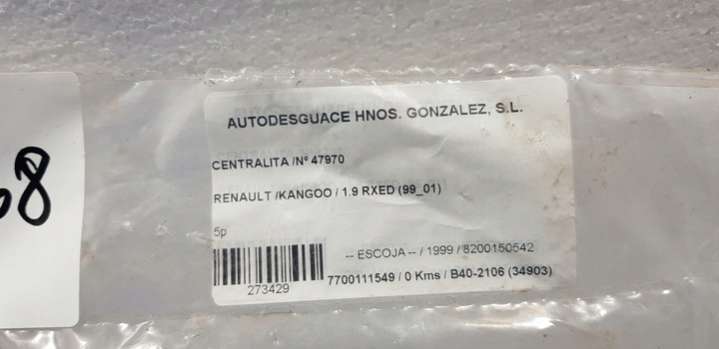 AUTODESGUACE HNOS. GONZALEZ, S.L.
CENTRALITA /Nº 47970
RENAULT /KANGOO / 1.9 RXED (99_01)
5p
-- ESCOJA -- / 1999 / 8200150542
7700111549 / 0 Kms / B40-2106 (34903)
273429
8